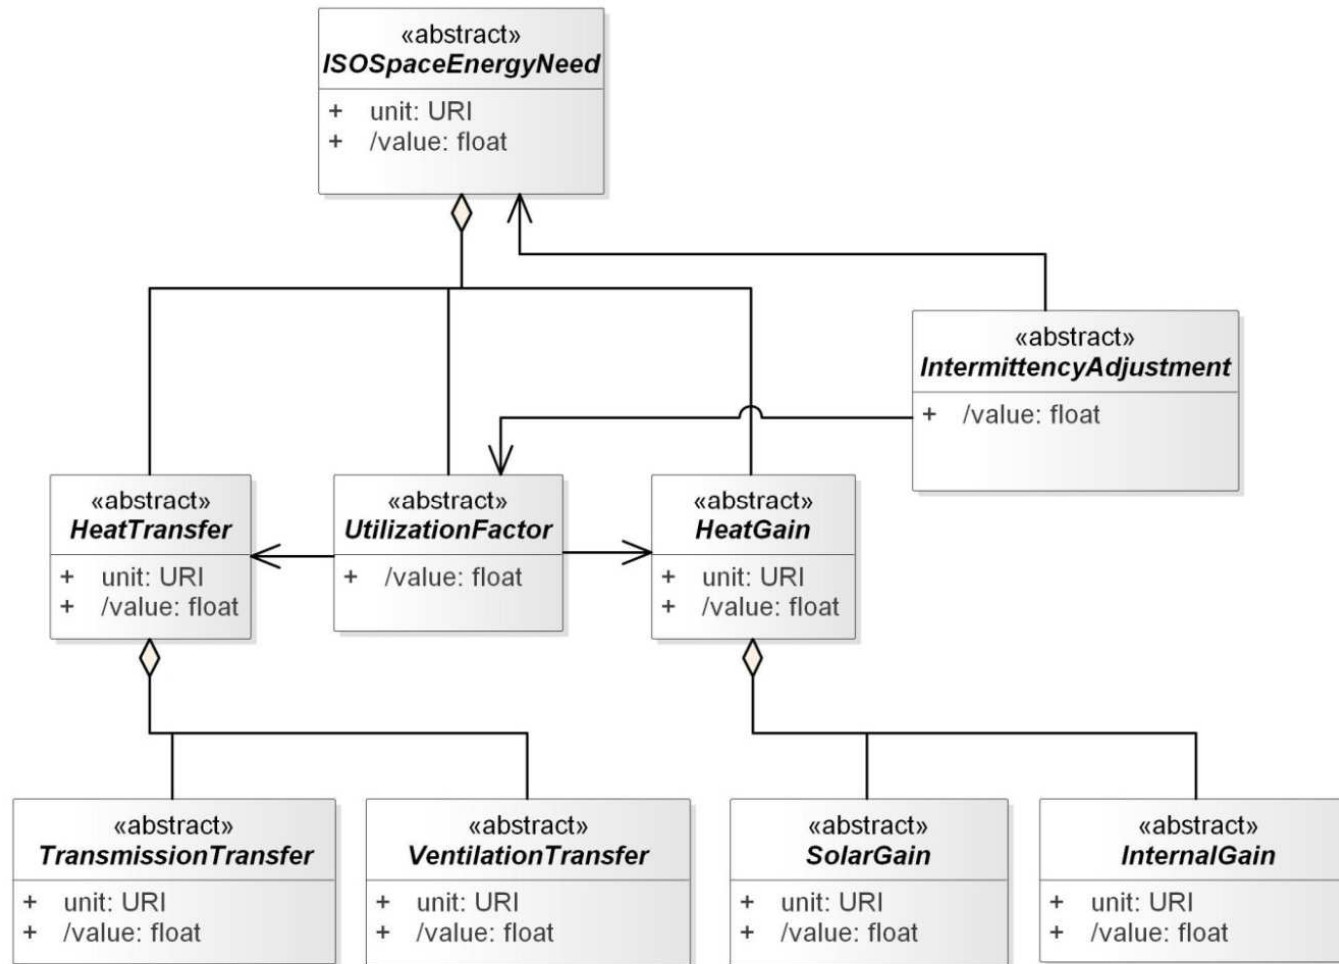 «abstract»
ISOSpaceEnergyNeed
+ unit: URI
+ /value: float
«abstract»
IntermittencyAdjustment
+ /value: float
«abstract»
HeatTransfer
+ unit: URI
+ /value: float
«abstract»
UtilizationFactor
+ /value: float
«abstract»
HeatGain
+ unit: URI
+ /value: float
«abstract»
TransmissionTransfer
+ unit: URI
+ /value: float
«abstract»
VentilationTransfer
+ unit: URI
+ /value: float
«abstract»
SolarGain
+ unit: URI
+ /value: float
«abstract»
InternalGain
+ unit: URI
+ /value: float